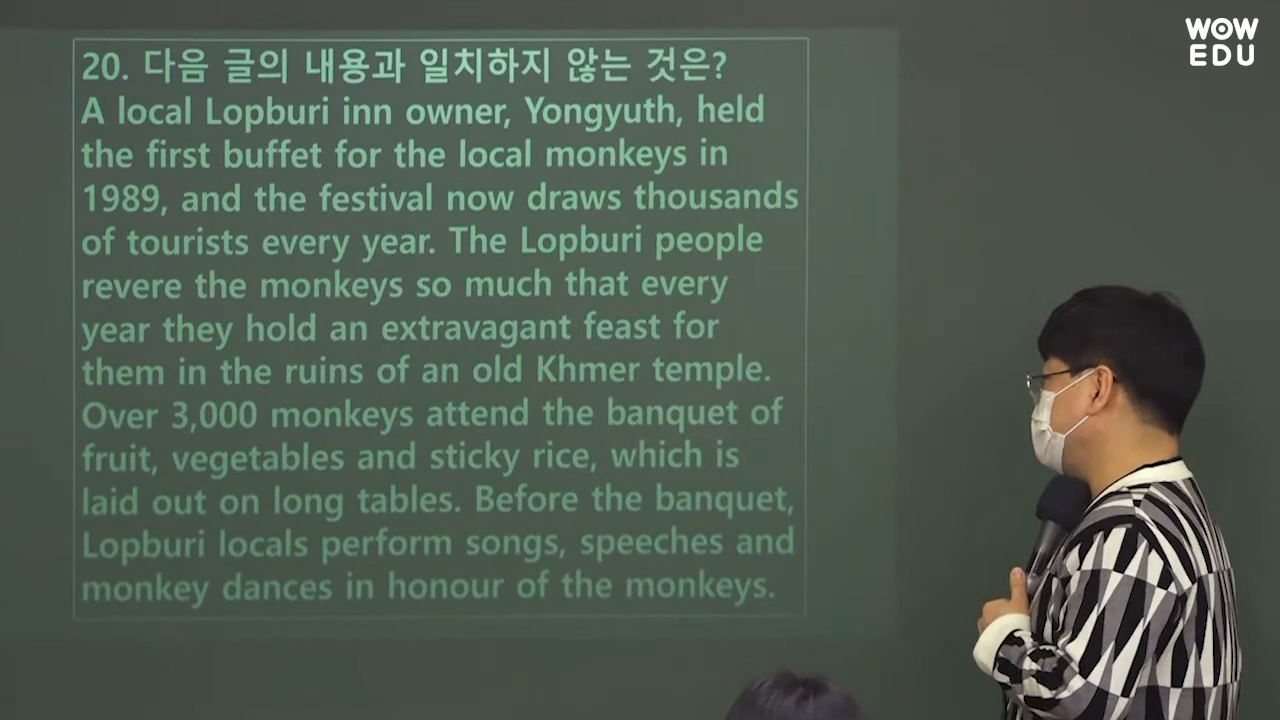 WOW
EDU
20. 다음 글의 내용과 일치하지 않는 것은?
A local Lopburi inn owner, Yongyuth, held
the first buffet for the local monkeys in
1989, and the festival now draws thousands
of tourists every year. The Lopburi people
revere the monkeys so much that every
year they hold an extravagant feast for
them in the ruins of an old Khmer temple.
Over 3,000 monkeys attend the banquet of
fruit, vegetables and sticky rice, which is
laid out on long tables. Before the banquet,
Lopburi locals perform songs, speeches and
monkey dances in honour of the monkeys.